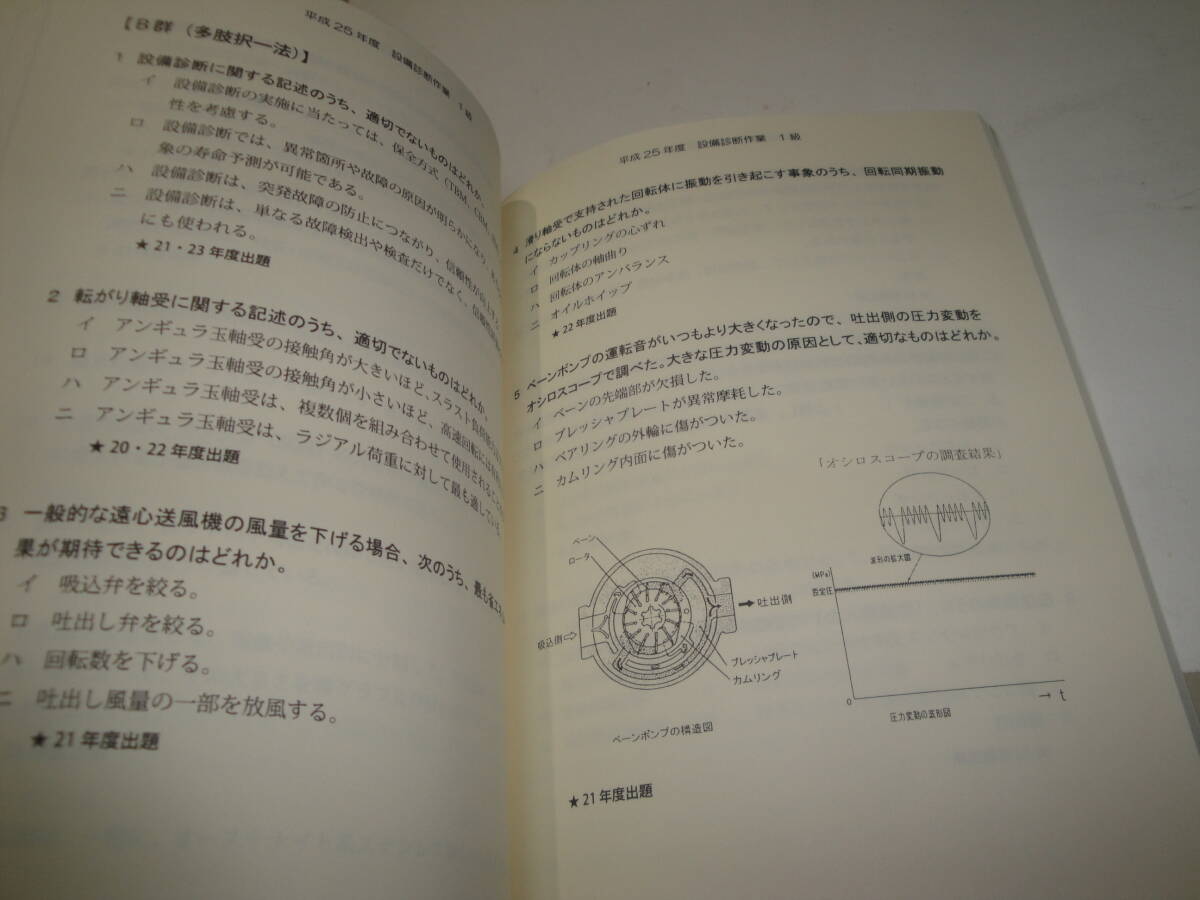 平成25年度 設備診断作業 1級
【B群（多肢択一法）】
1 設備診断に関する記述のうち、適切でないものはどれか。
イ 設備診断の実施に当たっては、保全方式（TBM、CBM、
性を考慮する。
ロ 設備診断では、異常箇所や故障の原因が明らかになり、
象の寿命予測が可能である。
ハ 設備診断は、突発故障の防止につながり、信頼性が向上する。
ニ 設備診断は、単なる故障検出や検査だけでなく、
にも使われる。
★21・23年度出題
2 転がり軸受に関する記述のうち、適切でないものはどれか。
イ アンギュラ玉軸受の接触角が大きいほど、スラスト負荷能力
ロ アンギュラ玉軸受の接触角が小さいほど、高速回転には有利
ハ アンギュラ玉軸受は、複数個を組み合わせて使用されること
ニ アンギュラ玉軸受は、ラジアル荷重に対して最も適している。
★20・22年度出題
3 一般的な遠心送風機の風量を下げる場合、次のうち、最も省エネ
果が期待できるのはどれか。
イ 吸込弁を絞る。
ロ 吐出し弁を絞る。
ハ 回転数を下げる。
ニ 吐出し風量の一部を放風する。
★21年度出題
平成25年度 設備診断作業 1級
4 滑り軸受で支持された回転体に振動を引き起こす事象のうち、回転同期振動
にならないものはどれか。
イ カップリングの心ずれ
ロ 回転体の軸曲り
ハ 回転体のアンバランス
ニ オイルホイップ
★22年度出題
5 ベーンポンプの運転音がいつもより大きくなったので、吐出側の圧力変動を
オシロスコープで調べた。大きな圧力変動の原因として、適切なものはどれか。
イ ベーンの先端部が欠損した。
ロ プレッシャプレートが異常摩耗した。
ハ ベアリングの外輪に傷がついた。
ニ カムリング内面に傷がついた。
「オシロスコープの調査結果」
ベーン
ロータ
吸込側
吐出側
プレッシャプレート
カムリング
ベーンポンプの構造図
波形の拡大図
(MPa)
設定圧
0
→ t
圧力変動の波形図
★21年度出題